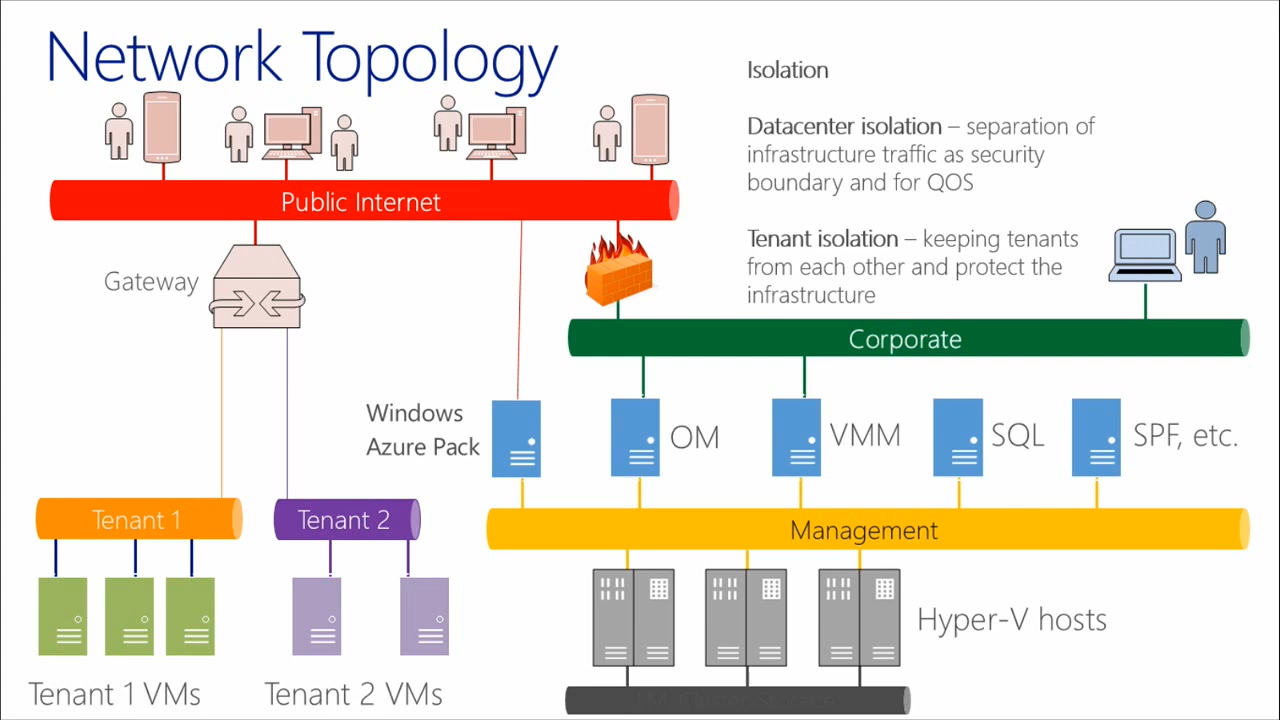 Network Topology
Isolation
Datacenter isolation – separation of
infrastructure traffic as security
boundary and for QOS
Public Internet
Tenant isolation – keeping tenants
from each other and protect the
infrastructure
Gateway
Corporate
Windows
Azure Pack
OM
VMM
SQL
SPF, etc.
Tenant 1
Tenant 2
Management
Hyper-V hosts
Tenant 1 VMs
Tenant 2 VMs